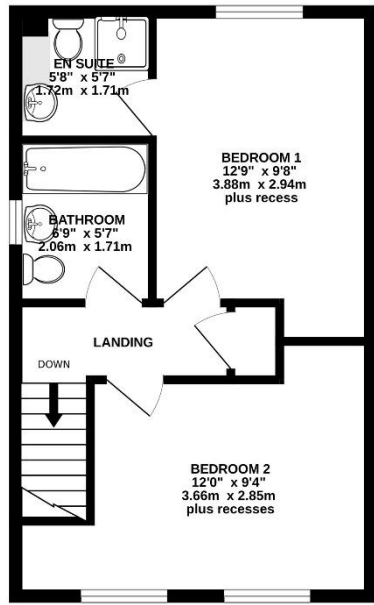 EN SUITE
5'8" x 5'7"
1.72m x 1.71m
BEDROOM 1
12'9" x 9'8"
3.88m x 2.94m
plus recess
BATHROOM
6'9" x 5'7"
2.06m x 1.71m
LANDING
DOWN
BEDROOM 2
12'0" x 9'4"
3.66m x 2.85m
plus recesses